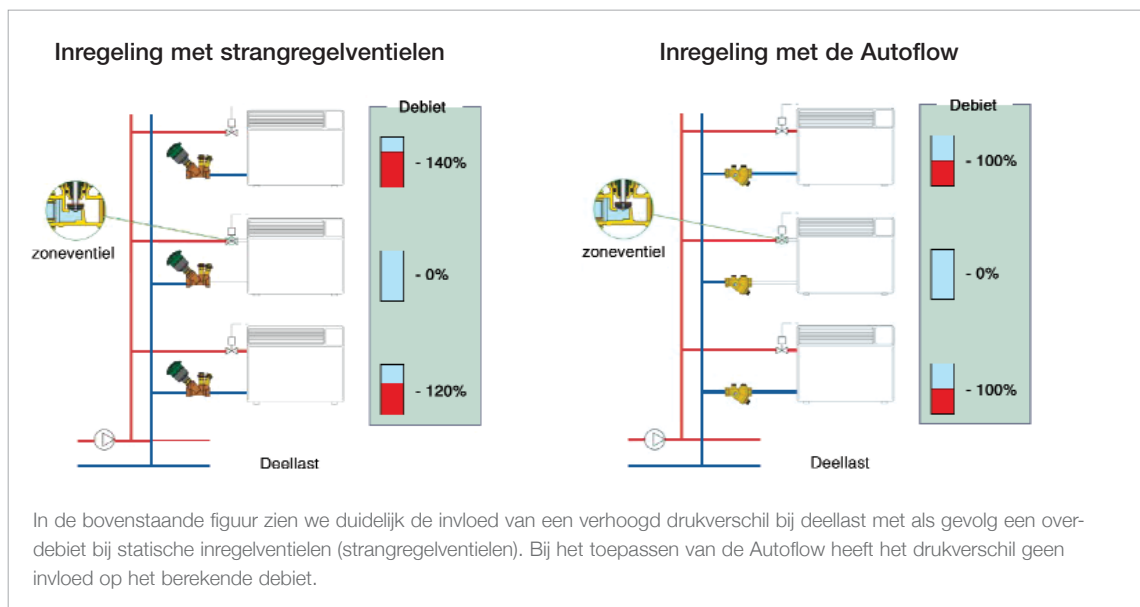 Inregeling met strangregelventielen
Debiet
- 140%
zoneventiel
- 0%
- 120%
Deellast
Inregeling met de Autoflow
Debiet
- 100%
zoneventiel
- 0%
- 100%
Deellast
In de bovenstaande figuur zien we duidelijk de invloed van een verhoogd drukverschil bij deellast met als gevolg een over-
debiet bij statische inregelventielen (strangregelventielen). Bij het toepassen van de Autoflow heeft het drukverschil geen
invloed op het berekende debiet.